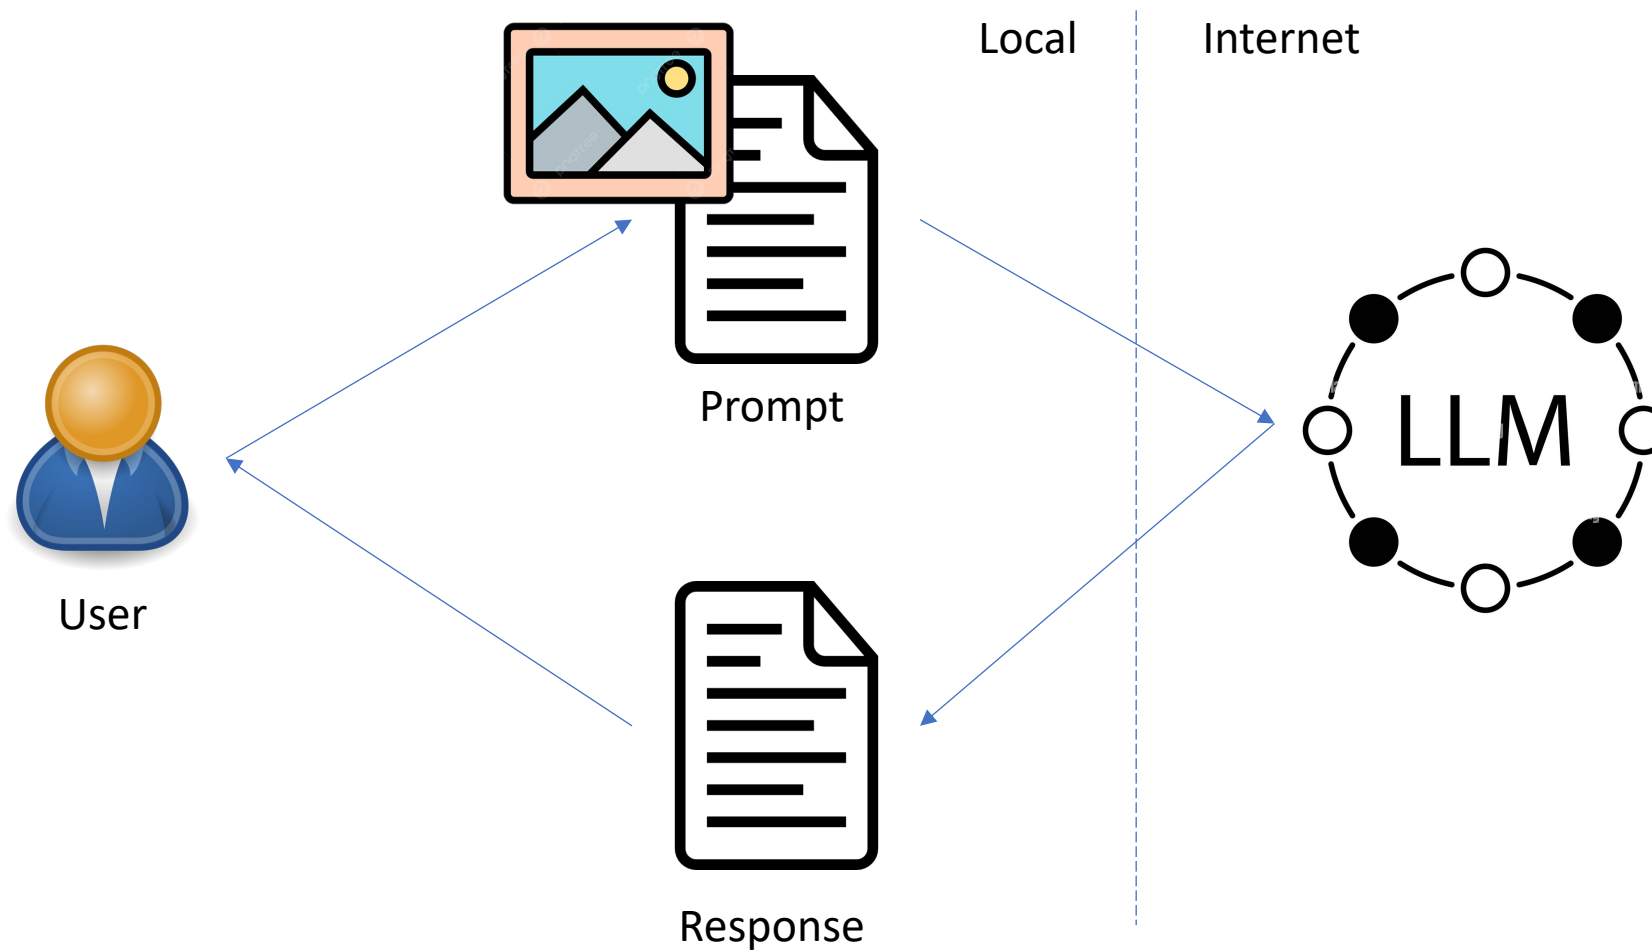 Local
Internet
Prompt
LLM
User
Response